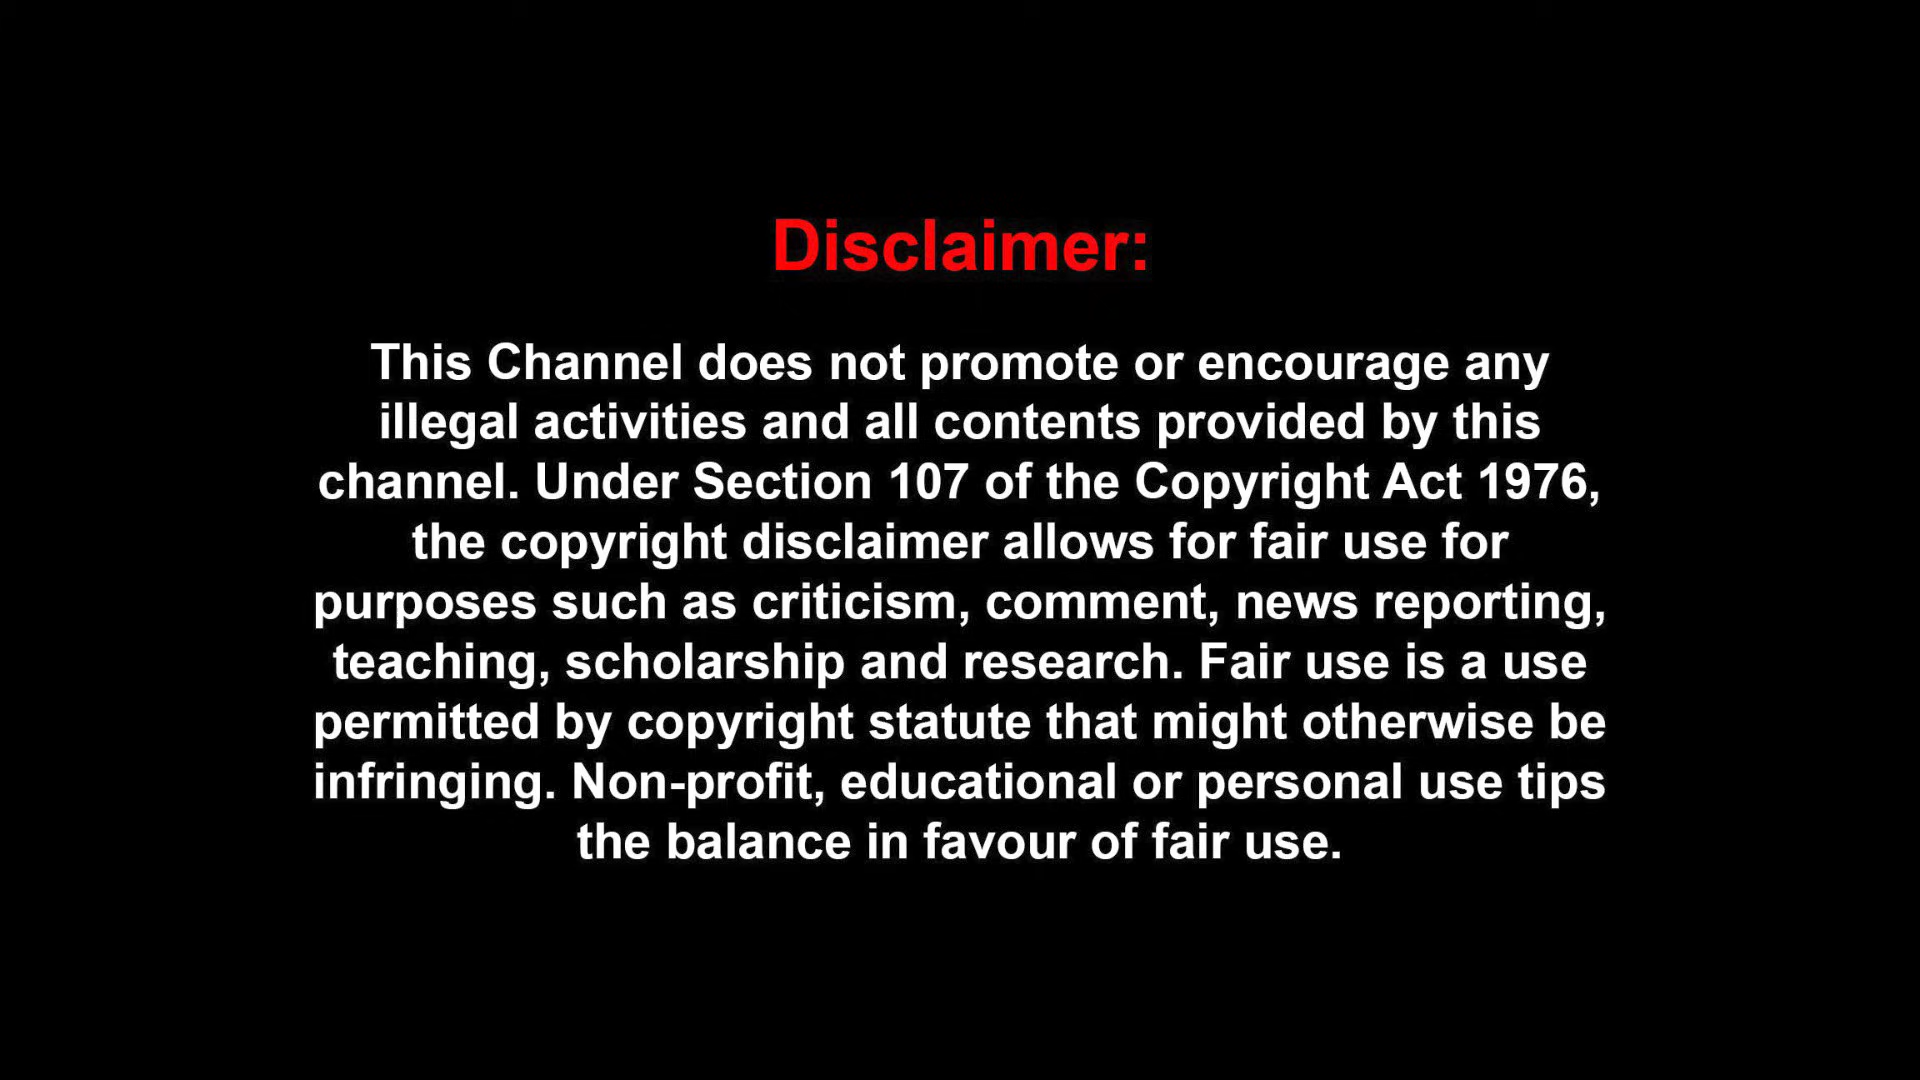 Disclaimer:
This Channel does not promote or encourage any
illegal activities and all contents provided by this
channel. Under Section 107 of the Copyright Act 1976,
the copyright disclaimer allows for fair use for
purposes such as criticism, comment, news reporting,
teaching, scholarship and research. Fair use is a use
permitted by copyright statute that might otherwise be
infringing. Non-profit, educational or personal use tips
the balance in favour of fair use.